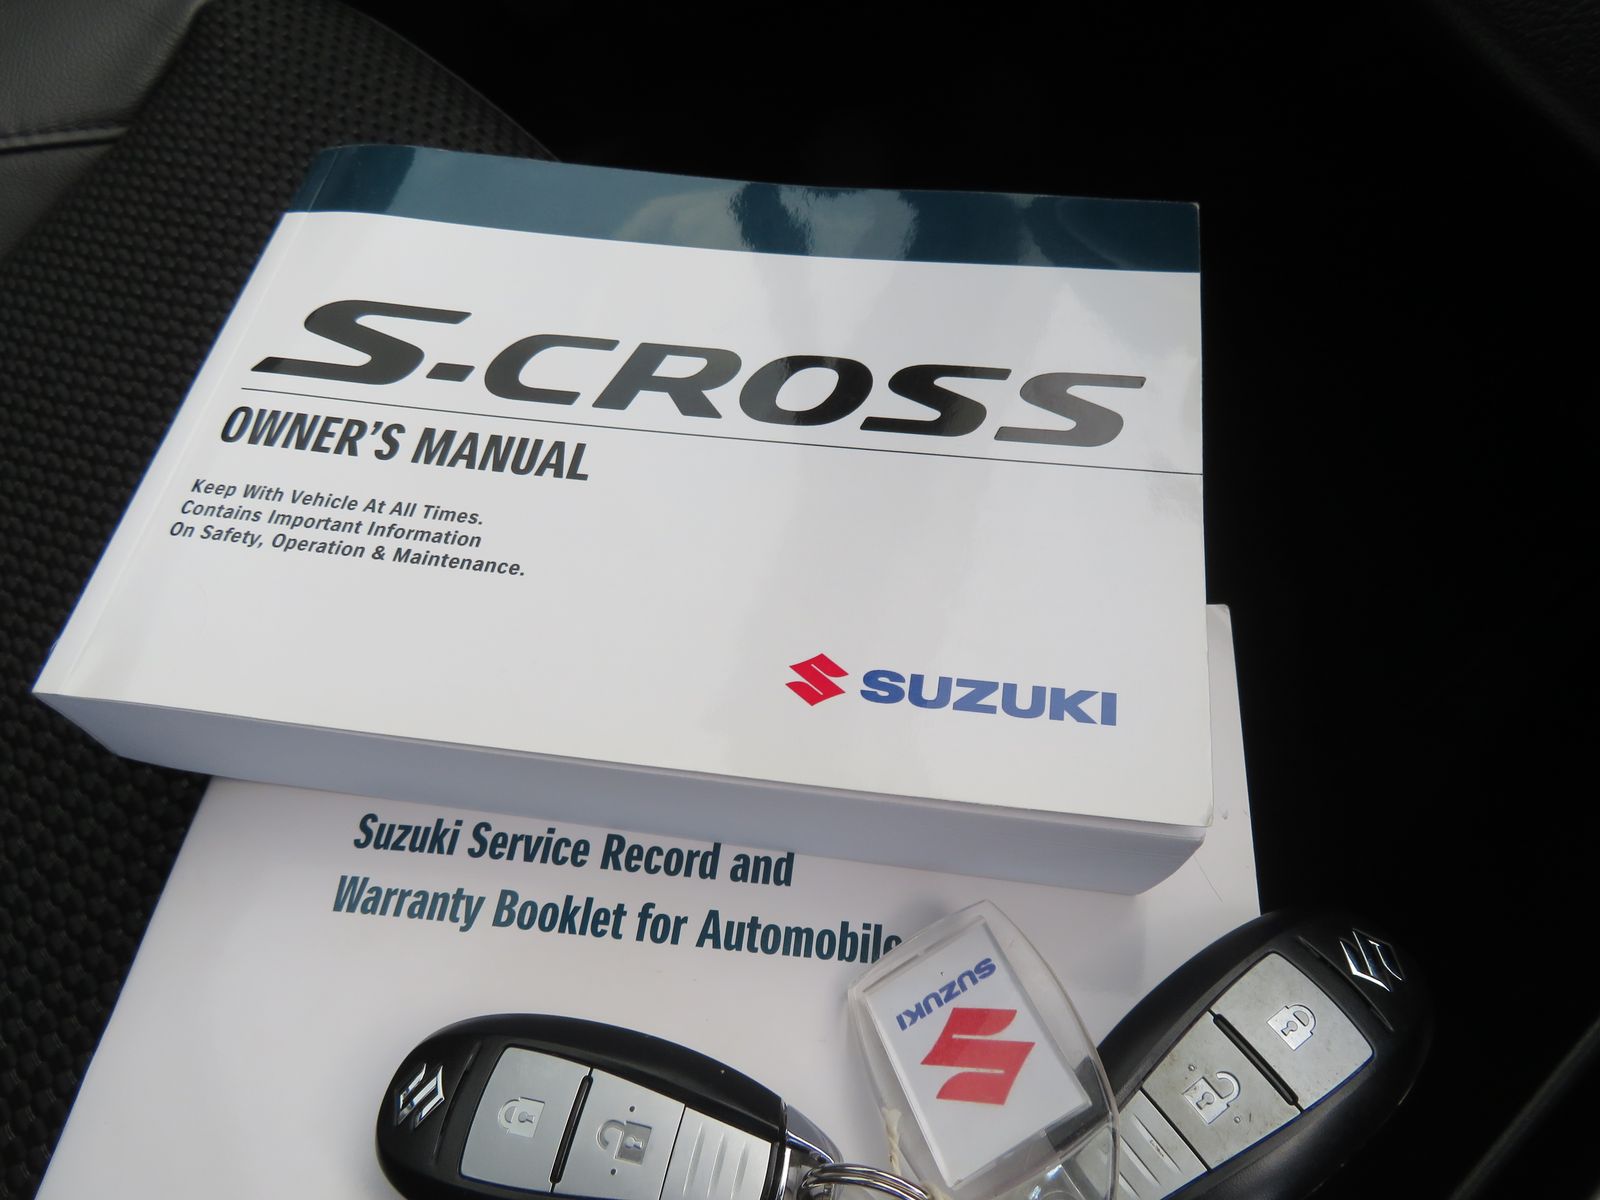 S-CROSS
OWNER'S MANUAL
Keep With Vehicle At All Times.
Contains Important Information
On Safety, Operation & Maintenance.
SUZUKI
Suzuki Service Record and
Warranty Booklet for Automobile
SUZUKI